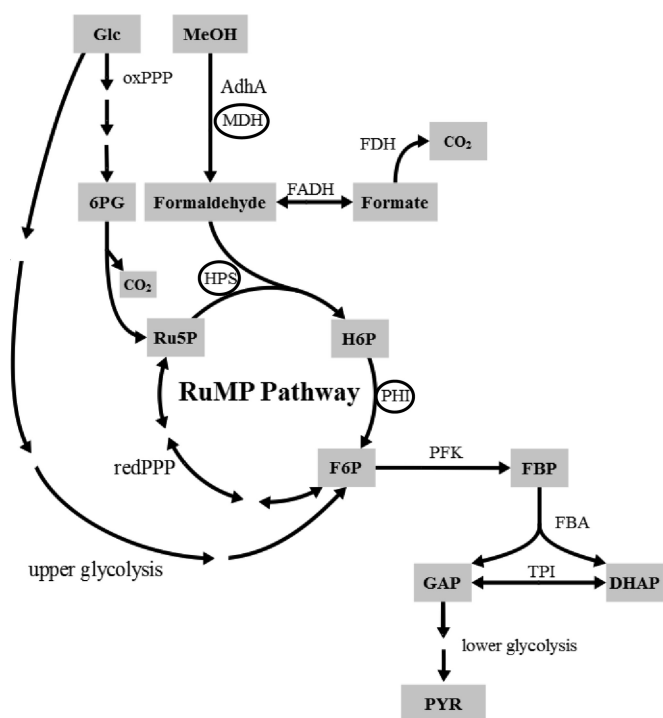 Glc
MeOH
oxPPP
AdhA
MDH
FDH
CO₂
6PG
Formaldehyde
FADH
Formate
CO₂
HPS
Ru5P
H6P
RuMP Pathway
PHI
redPPP
F6P
PFK
FBP
FBA
upper glycolysis
GAP
TPI
DHAP
lower glycolysis
PYR